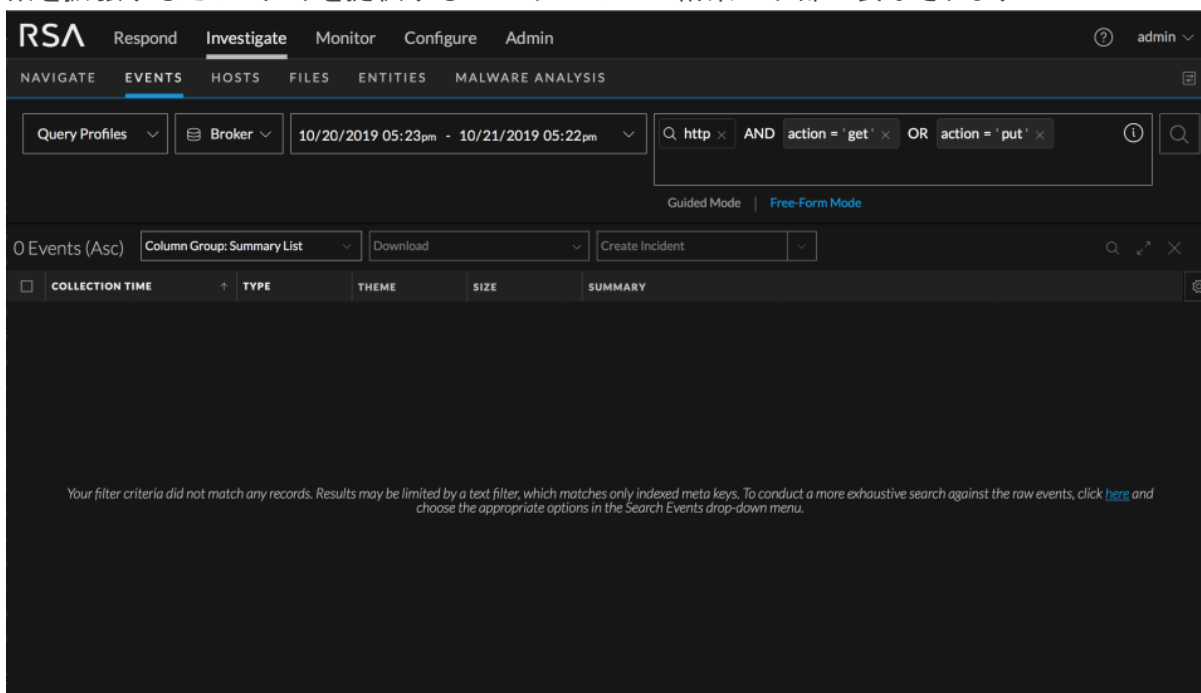 RSA Respond Investigate Monitor Configure Admin admin
NAVIGATE EVENTS HOSTS FILES ENTITIES MALWARE ANALYSIS
Query Profiles Broker 10/20/2019 05:23pm - 10/21/2019 05:22pm http × AND action = 'get' × OR action = 'put' ×
Guided Mode | Free-Form Mode
0 Events (Asc) Column Group: Summary List Download Create Incident
COLLECTION TIME TYPE THEME SIZE SUMMARY
Your filter criteria did not match any records. Results may be limited by a text filter, which matches only indexed meta keys. To conduct a more exhaustive search against the raw events, click here and
choose the appropriate options in the Search Events drop-down menu.